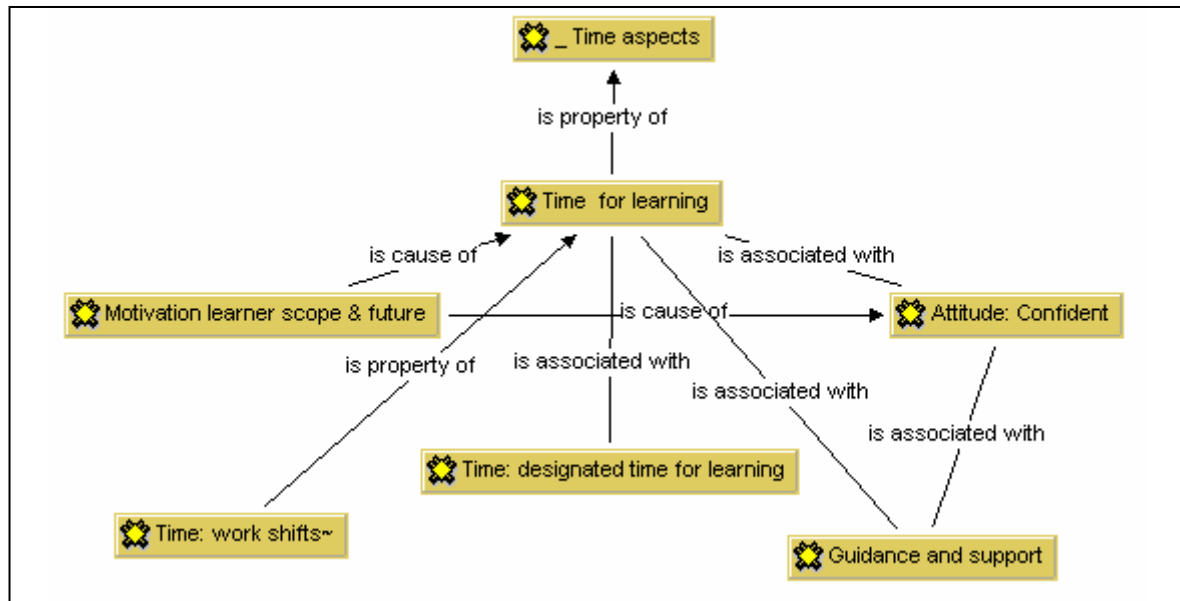 _ Time aspects
is property of
Time for learning
is cause of
is associated with
Motivation learner scope & future
is cause of
Attitude: Confident
is property of
is associated with
is associated with
is associated with
Time: designated time for learning
Time: work shifts~
Guidance and support